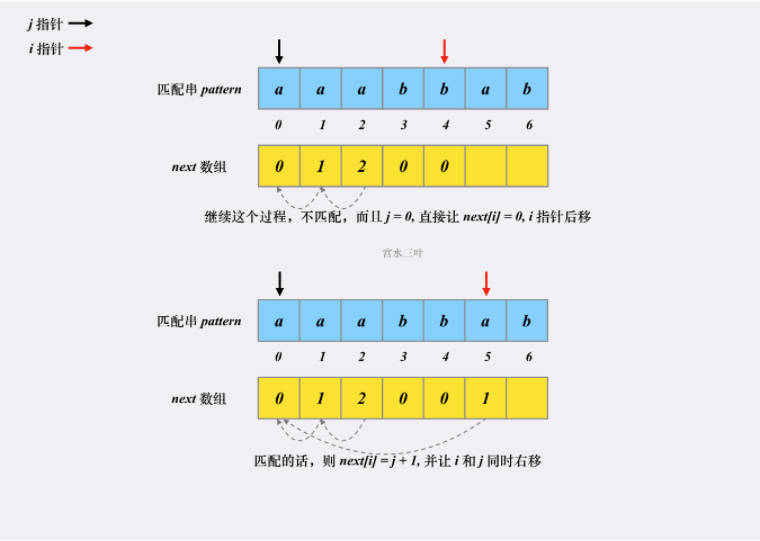 j 指针
i 指针
匹配串 pattern
a a a b b a b
0 1 2 3 4 5 6
next 数组
0 1 2 0 0
继续这个过程，不匹配，而且 j = 0, 直接让 next[i] = 0, i 指针后移
宫水三叶
匹配串 pattern
a a a b b a b
0 1 2 3 4 5 6
next 数组
0 1 2 0 0 1
匹配的话，则 next[i] = j + 1, 并让 i 和 j 同时右移